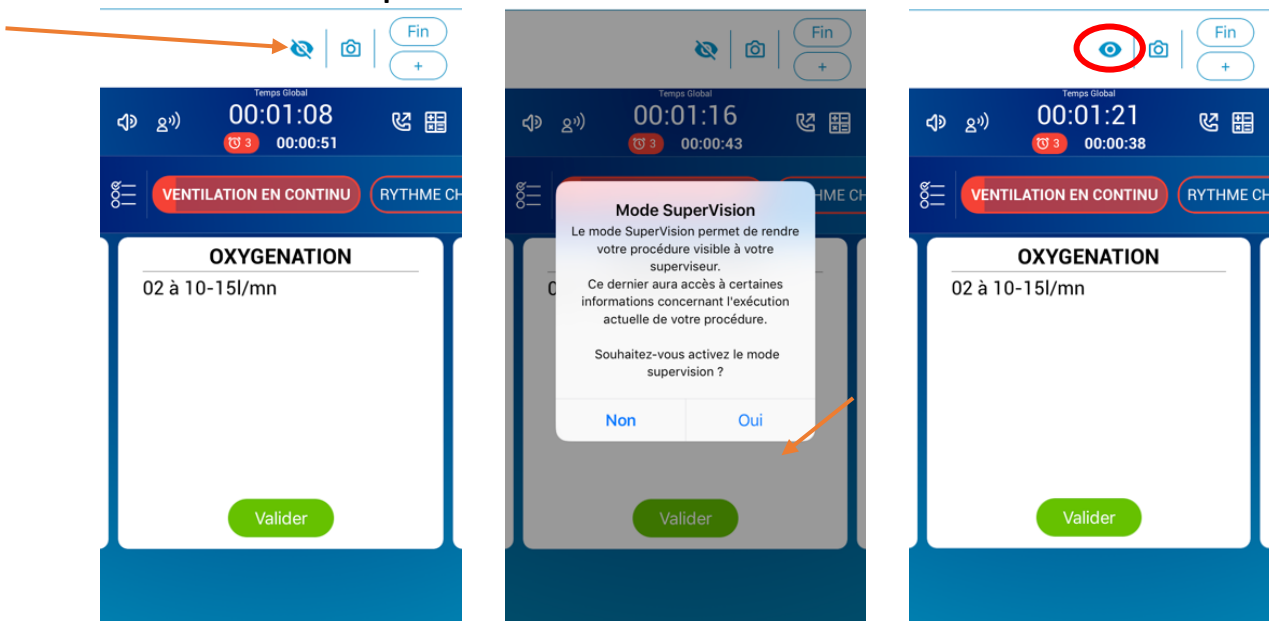 Fin
+
Temps Global
00:01:08
3 00:00:51
VENTILATION EN CONTINU RYTHME CH
OXYGENATION
02 à 10-15l/mn
Valider
Fin
+
Temps Global
00:01:16
3 00:00:43
HME CH
Mode SuperVision
Le mode SuperVision permet de rendre
votre procédure visible à votre
superviseur.
Ce dernier aura accès à certaines
informations concernant l'exécution
actuelle de votre procédure.
Souhaitez-vous activez le mode
supervision ?
Non Oui
Valider
Fin
+
Temps Global
00:01:21
3 00:00:38
VENTILATION EN CONTINU RYTHME CH
OXYGENATION
02 à 10-15l/mn
Valider